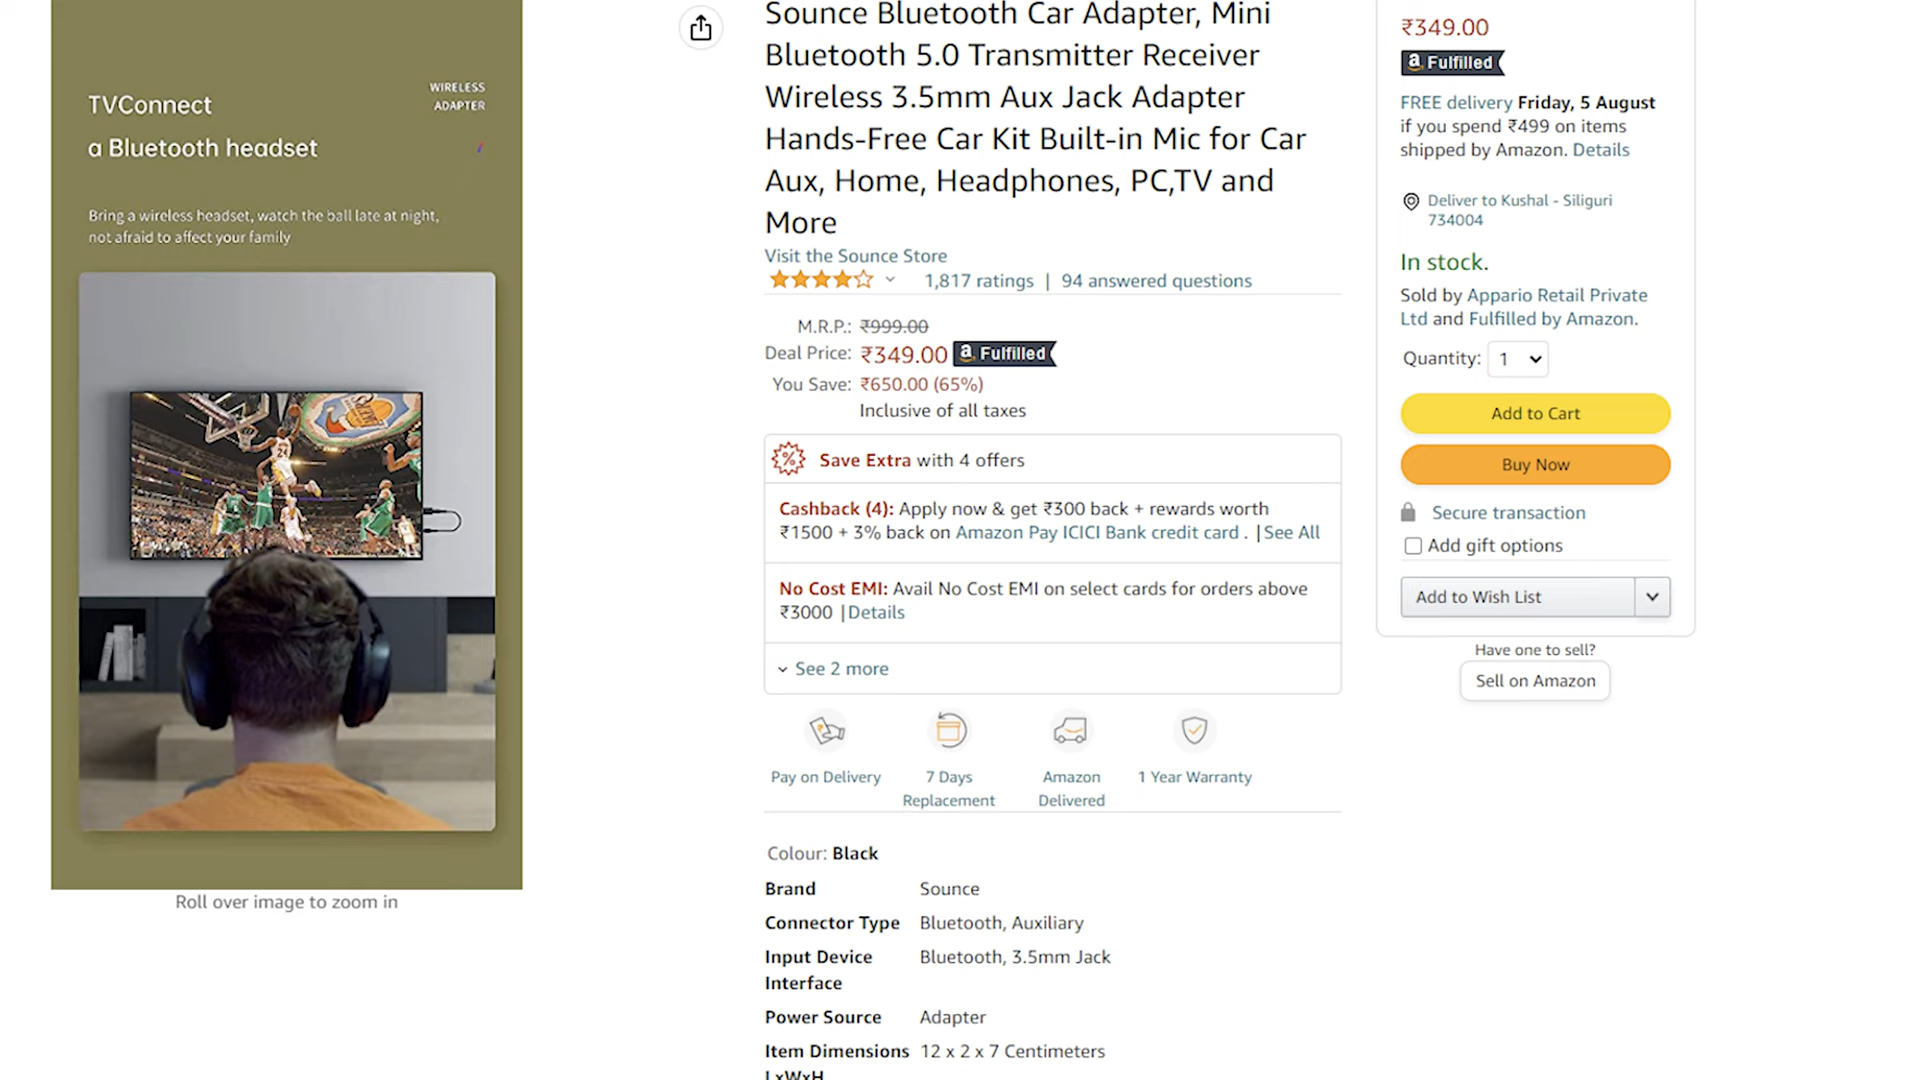 TVConnect
WIRELESS
ADAPTER
a Bluetooth headset
Bring a wireless headset, watch the ball late at night,
not afraid to affect your family
24
Roll over image to zoom in
Sounce Bluetooth Car Adapter, Mini
Bluetooth 5.0 Transmitter Receiver
Wireless 3.5mm Aux Jack Adapter
Hands-Free Car Kit Built-in Mic for Car
Aux, Home, Headphones, PC,TV and
More
Visit the Sounce Store
1,817 ratings | 94 answered questions
M.R.P.: ₹999.00
Deal Price: ₹349.00 a Fulfilled
You Save: ₹650.00 (65%)
Inclusive of all taxes
% Save Extra with 4 offers
Cashback (4): Apply now & get ₹300 back + rewards worth
₹1500 + 3% back on Amazon Pay ICICI Bank credit card . | See All
No Cost EMI: Avail No Cost EMI on select cards for orders above
₹3000 | Details
See 2 more
Pay on Delivery
7 Days
Replacement
Amazon
Delivered
1 Year Warranty
Colour: Black
Brand Sounce
Connector Type Bluetooth, Auxiliary
Input Device Bluetooth, 3.5mm Jack
Interface
Power Source Adapter
Item Dimensions 12 x 2 x 7 Centimeters
LxWxH
₹349.00
a Fulfilled
FREE delivery Friday, 5 August
if you spend ₹499 on items
shipped by Amazon. Details
Deliver to Kushal - Siliguri
734004
In stock.
Sold by Appario Retail Private
Ltd and Fulfilled by Amazon.
Quantity: 1
Add to Cart
Buy Now
Secure transaction
Add gift options
Add to Wish List
Have one to sell?
Sell on Amazon